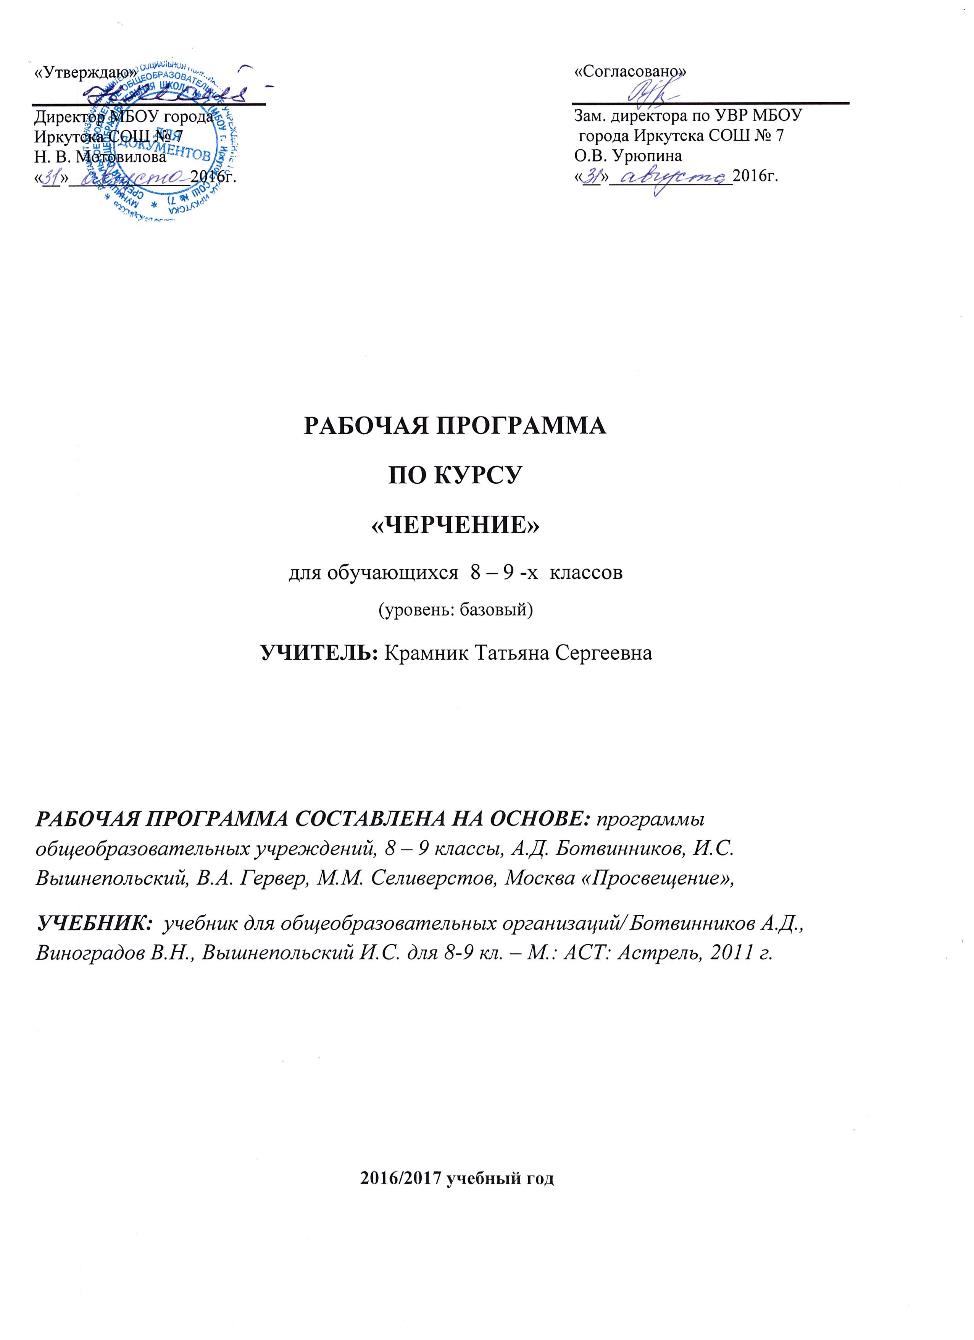 «Утверждаю»
Директор МБОУ города
Иркутска СОШ № 7
Н. В. Мотовилова
«31» августа 2016г.
ДЛЯ
ДОКУМЕНТОВ
«Согласовано»
Зам. директора по УВР МБОУ
города Иркутска СОШ № 7
О.В. Урюпина
«31» августа 2016г.
РАБОЧАЯ ПРОГРАММА
ПО КУРСУ
«ЧЕРЧЕНИЕ»
для обучающихся 8 – 9 -х классов
(уровень: базовый)
УЧИТЕЛЬ: Крамник Татьяна Сергеевна
РАБОЧАЯ ПРОГРАММА СОСТАВЛЕНА НА ОСНОВЕ: программы
общеобразовательных учреждений, 8 – 9 классы, А.Д. Ботвинников, И.С.
Вышнепольский, В.А. Гервер, М.М. Селиверстов, Москва «Просвещение»,
УЧЕБНИК: учебник для общеобразовательных организаций/Ботвинников А.Д.,
Виноградов В.Н., Вышнепольский И.С. для 8-9 кл. – М.: АСТ: Астрель, 2011 г.
2016/2017 учебный год